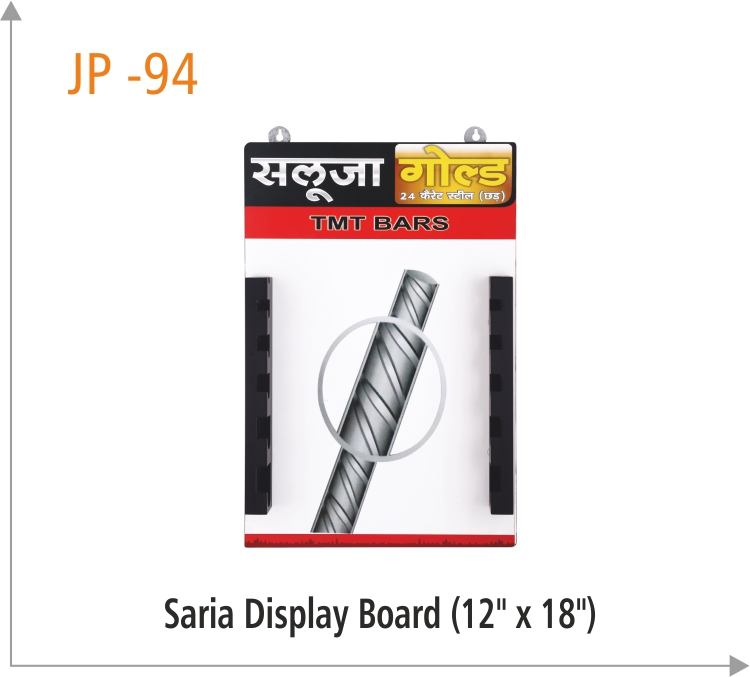 JP -94
सलूजा गोल्ड
24 कैरेट स्टील (छड़)
TMT BARS
Saria Display Board (12" x 18")